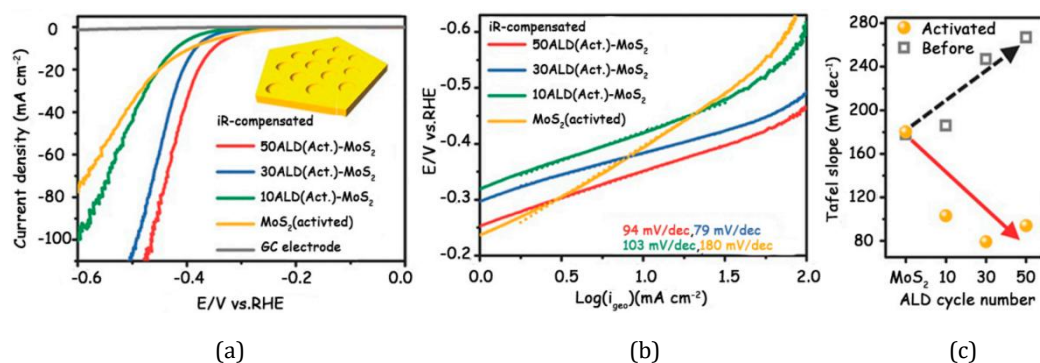 0
-20
-40
-60
-80
-100
Current density (mA cm⁻²)
iR-compensated
50ALD(Act.)-MoS₂
30ALD(Act.)-MoS₂
10ALD(Act.)-MoS₂
MoS₂(activted)
GC electrode
-0.6 -0.4 -0.2 0.0
E/V vs.RHE
(a)
-0.6
-0.5
-0.4
-0.3
-0.2
E/V vs.RHE
iR-compensated
50ALD(Act.)-MoS₂
30ALD(Act.)-MoS₂
10ALD(Act.)-MoS₂
MoS₂(activted)
94 mV/dec,79 mV/dec
103 mV/dec,180 mV/dec
0.0 0.5 1.0 1.5 2.0
Log(i_geo)(mA cm⁻²)
(b)
280
240
200
160
120
80
Tafel slope (mV dec⁻¹)
Activated
Before
MoS₂ 10 30 50
ALD cycle number
(c)